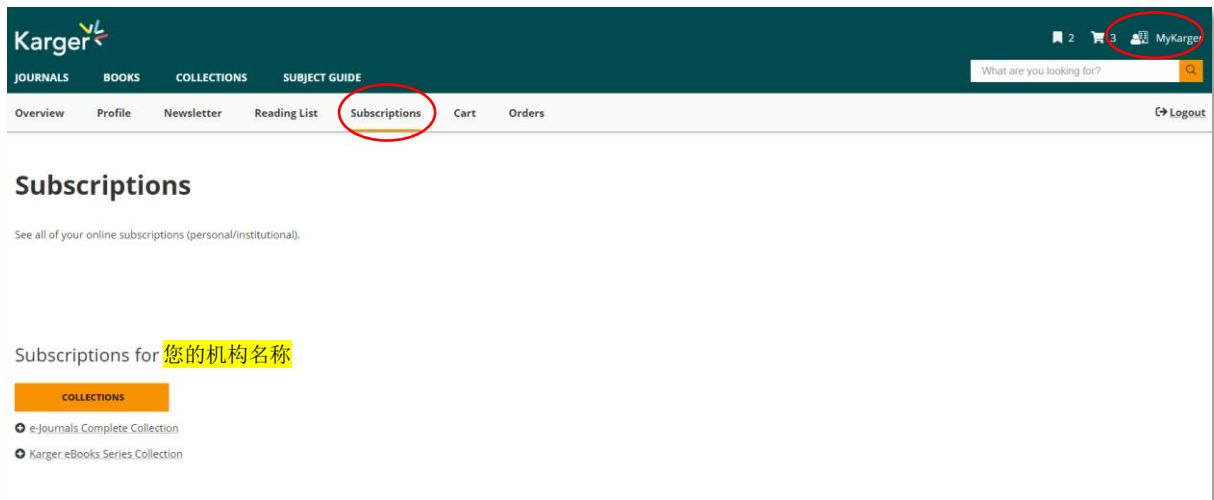 Karger
2 3 MyKarger
JOURNALS BOOKS COLLECTIONS SUBJECT GUIDE
What are you looking for?
Overview Profile Newsletter Reading List Subscriptions Cart Orders Logout
Subscriptions
See all of your online subscriptions (personal/institutional).
Subscriptions for 您的机构名称
COLLECTIONS
e-Journals Complete Collection
Karger eBooks Series Collection